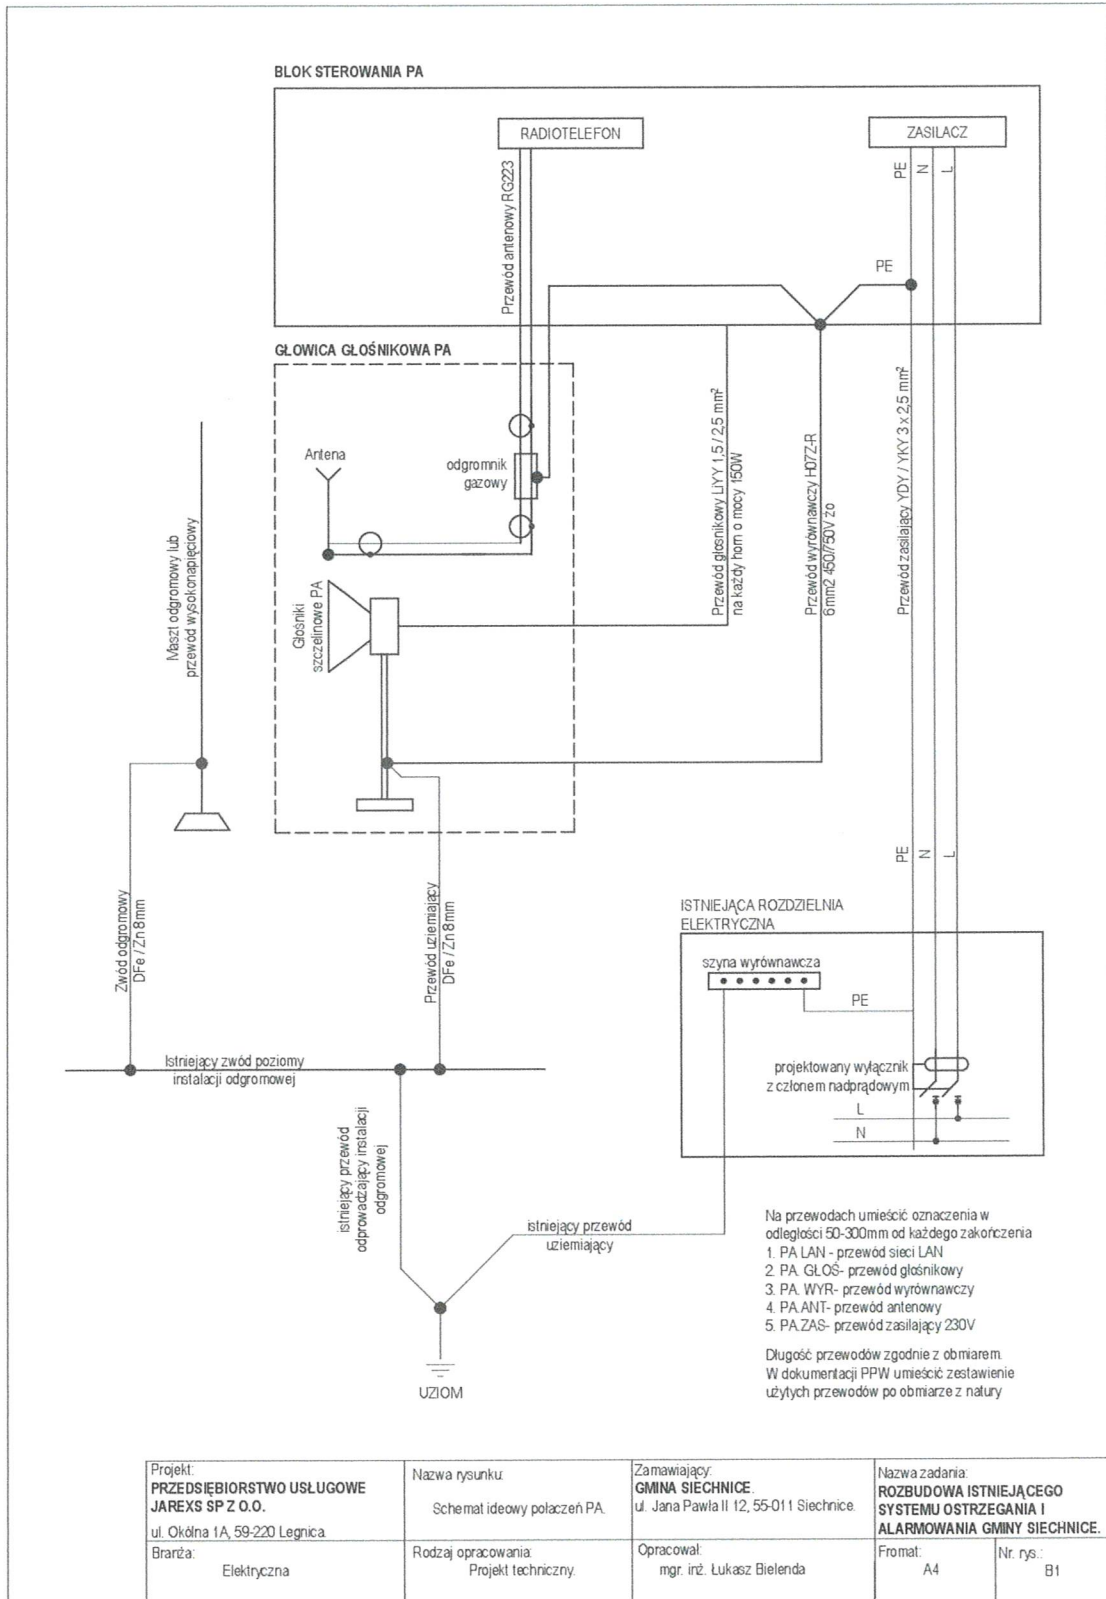 BLOK STEROWANIA PA
RADIOTELEFON
ZASILACZ
PE
N
L
Przewód antenowy RG223
PE
GŁOWICA GŁOŚNIKOWA PA
Antena
odgromnik
gazowy
Głośniki
szczelinowe PA
Maszt odgromowy lub
przewód wysokonapięciowy
Przewód głosnikowy LiYY 1,5 / 2,5 mm²
na każdy horn o mocy 150W
Przewód wyrównawczy H07Z-R
6mm2 450/750V żo
Przewód zasilający YDY / YKY 3 x 2,5 mm²
PE
N
L
Zwód odgromowy
DFe / Zn 8mm
Przewód uziemiający
DFe / Zn 8mm
ISTNIEJĄCA ROZDZIELNIA
ELEKTRYCZNA
szyna wyrównawcza
PE
projektowany wyłącznik
z członem nadprądowym
L
N
Istniejący zwód poziomy
instalacji odgromowej
istniejący przewód
odprowadzający instalacji
odgromowej
istniejący przewód
uziemiający
UZIOM
Na przewodach umieścić oznaczenia w
odległości 50-300mm od każdego zakończenia
1. PA LAN - przewód sieci LAN
2. PA. GŁOŚ- przewód głośnikowy
3. PA. WYR- przewód wyrównawczy
4. PA.ANT- przewód antenowy
5. PA.ZAS- przewód zasilający 230V
Długość przewodów zgodnie z obmiarem.
W dokumentacji PPW umieścić zestawienie
użytych przewodów po obmiarze z natury
Projekt:
PRZEDSIĘBIORSTWO USŁUGOWE
JAREXS SP Z O.O.
ul. Okólna 1A, 59-220 Legnica.
Nazwa rysunku:
Schemat ideowy połaczeń PA.
Zamawiający:
GMINA SIECHNICE.
ul. Jana Pawła II 12, 55-011 Siechnice.
Nazwa zadania:
ROZBUDOWA ISTNIEJĄCEGO
SYSTEMU OSTRZEGANIA I
ALARMOWANIA GMINY SIECHNICE.
Branża:
Elektryczna
Rodzaj opracowania:
Projekt techniczny.
Opracował:
mgr. inż. Łukasz Bielenda
Fromat:
A4
Nr. rys.:
B1